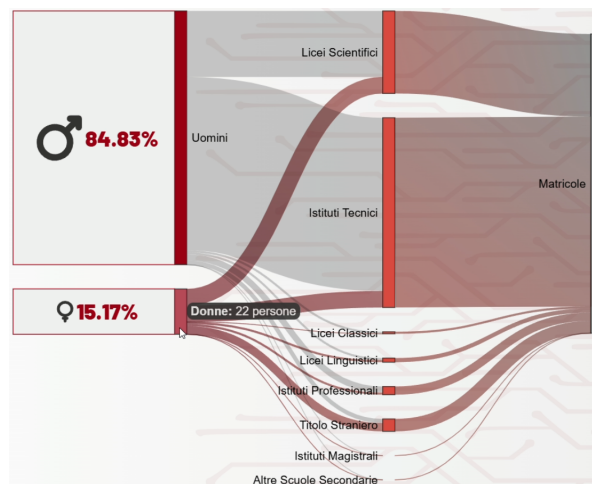 Licei Scientifici
84.83%
Uomini
Matricole
Istituti Tecnici
15.17%
Donne: 22 persone
Licei Classici
Licei Linguistici
Istituti Professionali
Titolo Straniero
Istituti Magistrali
Altre Scuole Secondarie